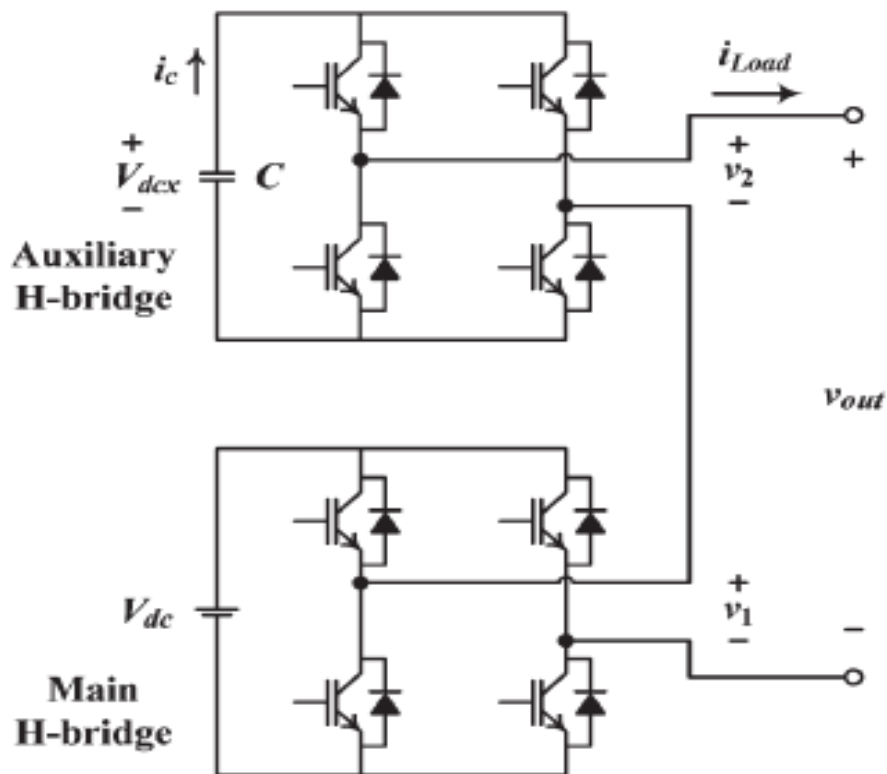 i_c
i_Load
+
V_dcx
−
C
+
v_2
−
+
Auxiliary
H-bridge
v_out
V_dc
+
v_1
−
−
Main
H-bridge